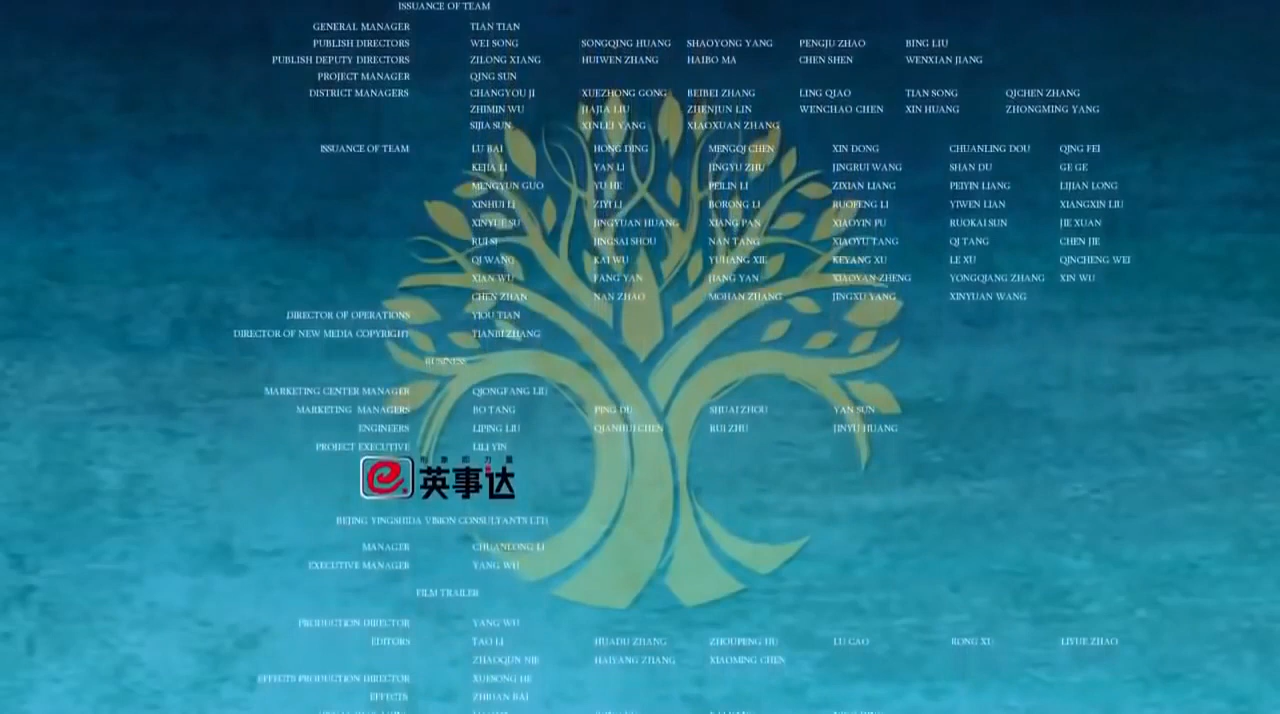 ISSUANCE OF TEAM
GENERAL MANAGER TIAN TIAN
PUBLISH DIRECTORS WEI SONG SONGQING HUANG SHAOYONG YANG PENGJU ZHAO BING LIU
PUBLISH DEPUTY DIRECTORS ZILONG XIANG HUIWEN ZHANG HAIBO MA CHEN SHEN WENXIAN JIANG
PROJECT MANAGER QING SUN
DISTRICT MANAGERS CHANGYOU JI XUEZHONG GONG BEIBEI ZHANG LING QIAO TIAN SONG QICHEN ZHANG
ZHIMIN WU JIAJIA LIU ZHENJUN LIN WENCHAO CHEN XIN HUANG ZHONGMING YANG
SIJIA SUN XINLEI YANG XIAOXUAN ZHANG
ISSUANCE OF TEAM LU BAI HONG DING MENGQI CHEN XIN DONG CHUANLING DOU QING FEI
KEJIA LI YAN LI JINGYU ZHU JINGRUI WANG SHAN DU GE GE
MENGYUN GUO YU HE PEILIN LI ZIXIAN LIANG PEIYIN LIANG LIJIAN LONG
XINHUI LI ZIYI LI BORONG LI RUOFENG LI YIWEN LIAN XIANGXIN LIU
XINYUE SU JINGYUAN HUANG XIANG PAN XIAOYIN PU RUOKAI SUN JIE XUAN
RUI SI JINGSAI SHOU NAN TANG XIAOYU TANG QI TANG CHEN JIE
QI WANG KAI WU YUHANG XIE KEYANG XU LE XU QINCHENG WEI
XIAN WU FANG YAN JIANG YAN XIAOYAN ZHENG YONGQIANG ZHANG XIN WU
CHEN ZHAN NAN ZHAO MOHAN ZHANG JINGXU YANG XINYUAN WANG
DIRECTOR OF OPERATIONS YIOU TIAN
DIRECTOR OF NEW MEDIA COPYRIGHT TIANBI ZHANG
BUSINESS
MARKETING CENTER MANAGER QIONGFANG LIU
MARKETING MANAGERS BO TANG PING DU SHUAI ZHOU YAN SUN
ENGINEERS LIPING LIU QIANHUI CHEN RUI ZHU JINYU HUANG
PROJECT EXECUTIVE LILI YIN
形象即力量
英事达
BEIJING YINGSHIDA VISION CONSULTANTS LTD
MANAGER CHUANLONG LI
EXECUTIVE MANAGER YANG WU
FILM TRAILER
PRODUCTION DIRECTOR YANG WU
EDITORS TAO LI HUADU ZHANG ZHOUPENG HU LU CAO RONG XU LIYUE ZHAO
ZHAOQUN NIE HAIYANG ZHANG XIAOMING CHEN
EFFECTS PRODUCTION DIRECTOR XUESONG HE
EFFECTS ZHIHAN BAI